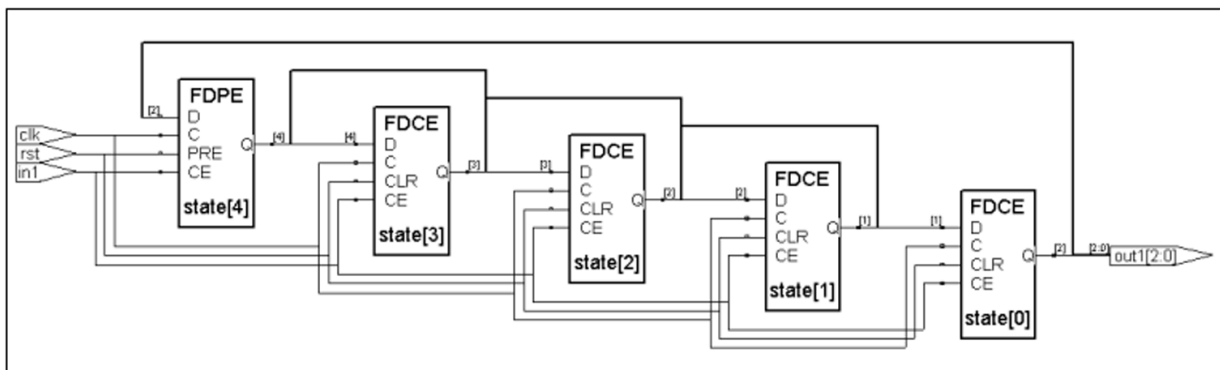 clk
rst
in1
[2]
FDPE
D
C
PRE
CE
Q
state[4]
[4]
[4]
FDCE
D
C
CLR
CE
Q
state[3]
[3]
[3]
FDCE
D
C
CLR
CE
Q
state[2]
[2]
[2]
FDCE
D
C
CLR
CE
Q
state[1]
[1]
[1]
FDCE
D
C
CLR
CE
Q
state[0]
[2]
[2:0]
out1[2:0]